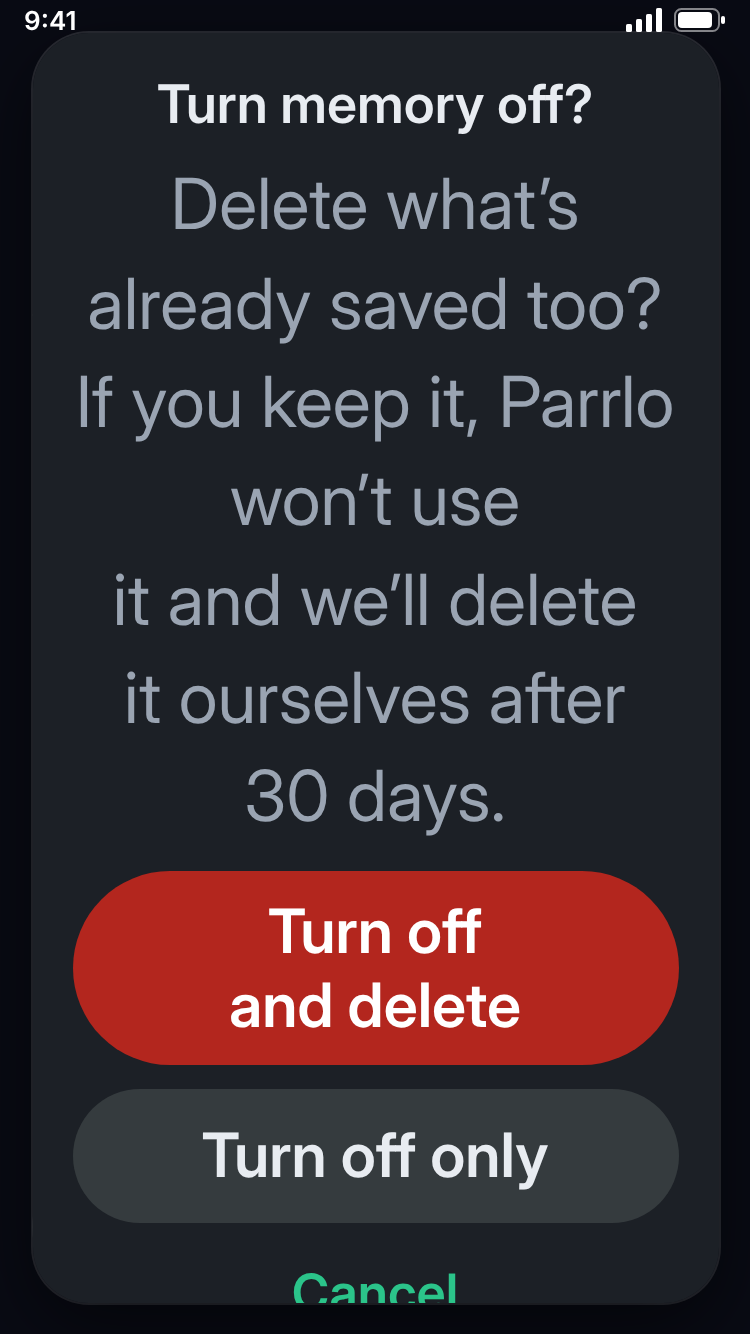 9:41
Turn memory off?
Delete what’s
already saved too?
If you keep it, Parrlo
won’t use
it and we’ll delete
it ourselves after
30 days.
Turn off
and delete
Turn off only
Cancel